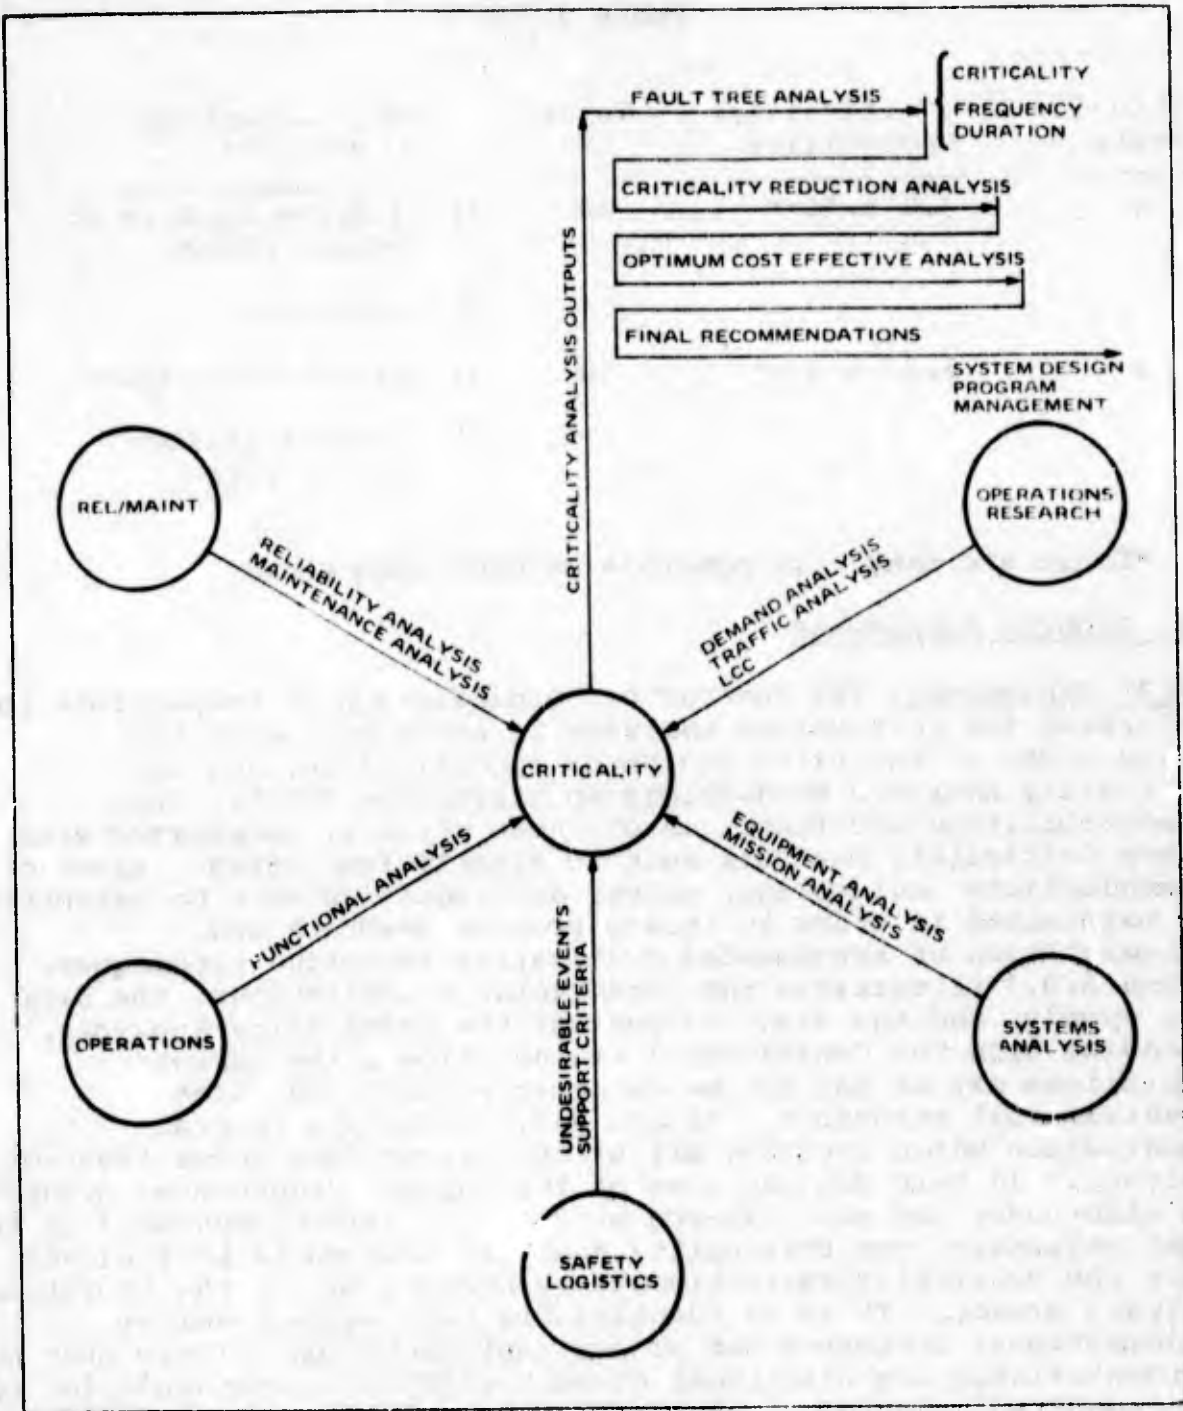 FAULT TREE ANALYSIS
CRITICALITY
FREQUENCY
DURATION
CRITICALITY REDUCTION ANALYSIS
OPTIMUM COST EFFECTIVE ANALYSIS
FINAL RECOMMENDATIONS
SYSTEM DESIGN
PROGRAM
MANAGEMENT
CRITICALITY ANALYSIS OUTPUTS
REL/MAINT
OPERATIONS
RESEARCH
RELIABILITY ANALYSIS
MAINTENANCE ANALYSIS
DEMAND ANALYSIS
TRAFFIC ANALYSIS
LCC
CRITICALITY
FUNCTIONAL ANALYSIS
EQUIPMENT ANALYSIS
MISSION ANALYSIS
OPERATIONS
UNDESIRABLE EVENTS
SUPPORT CRITERIA
SYSTEMS
ANALYSIS
SAFETY
LOGISTICS